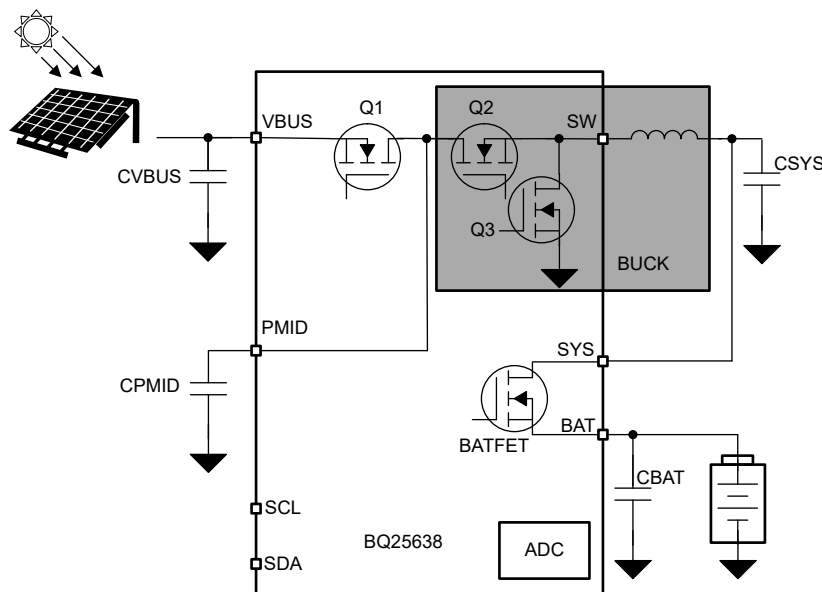 VBUS
Q1
Q2
SW
CVBUS
CSYS
Q3
BUCK
PMID
SYS
CPMID
BAT
BATFET
CBAT
SCL
BQ25638
ADC
SDA